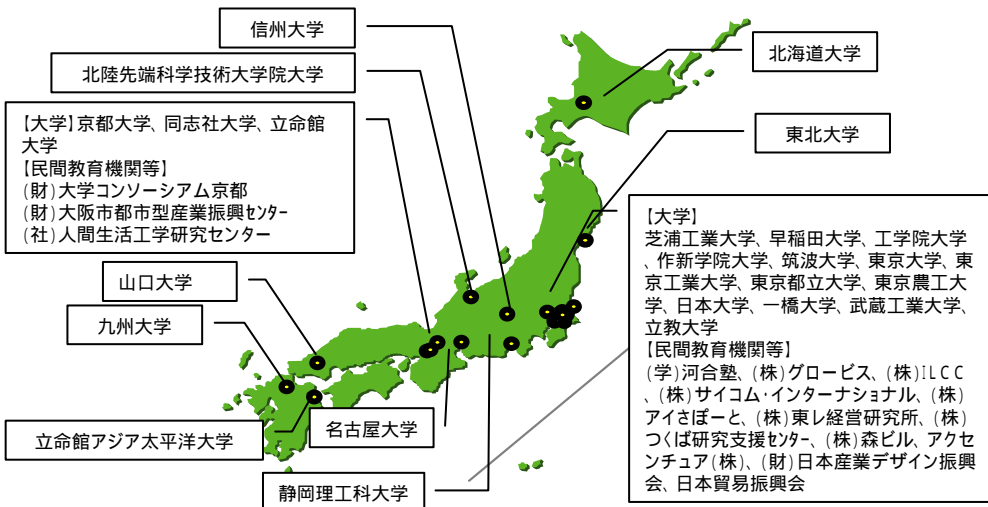 信州大学
北陸先端科学技術大学院大学
【大学】京都大学、同志社大学、立命館
大学
【民間教育機関等】
(財)大学コンソーシアム京都
(財)大阪市都市型産業振興ｾﾝﾀｰ
(社)人間生活工学研究センター
山口大学
九州大学
立命館アジア太平洋大学
名古屋大学
静岡理工科大学
北海道大学
東北大学
【大学】
芝浦工業大学、早稲田大学、工学院大学
、作新学院大学、筑波大学、東京大学、東
京工業大学、東京都立大学、東京農工大
学、日本大学、一橋大学、武蔵工業大学、
立教大学
【民間教育機関等】
(学)河合塾、(株)グロービス、(株)ILCC
、(株)サイコム・インターナショナル、(株)
アイさぽーと、(株)東レ経営研究所、(株)
つくば研究支援ｾﾝﾀｰ、(株)森ビル、アクセ
ンチュア(株)、(財)日本産業デザイン振興
会、日本貿易振興会